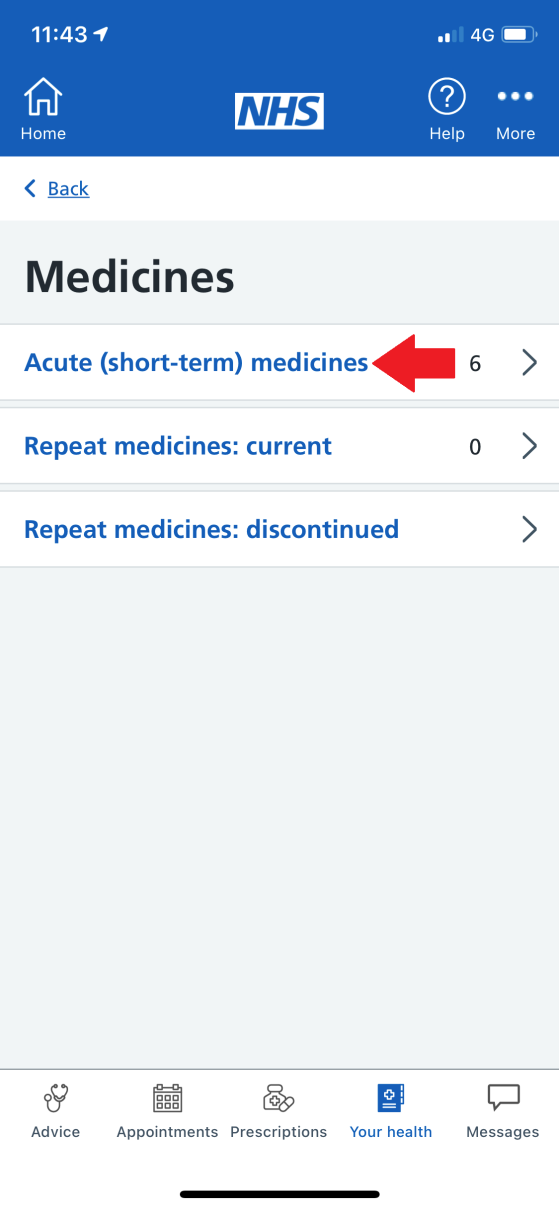 11:43
4G
Home
NHS
Help
More
Back
Medicines
Acute (short-term) medicines 6
Repeat medicines: current 0
Repeat medicines: discontinued
Advice
Appointments
Prescriptions
Your health
Messages